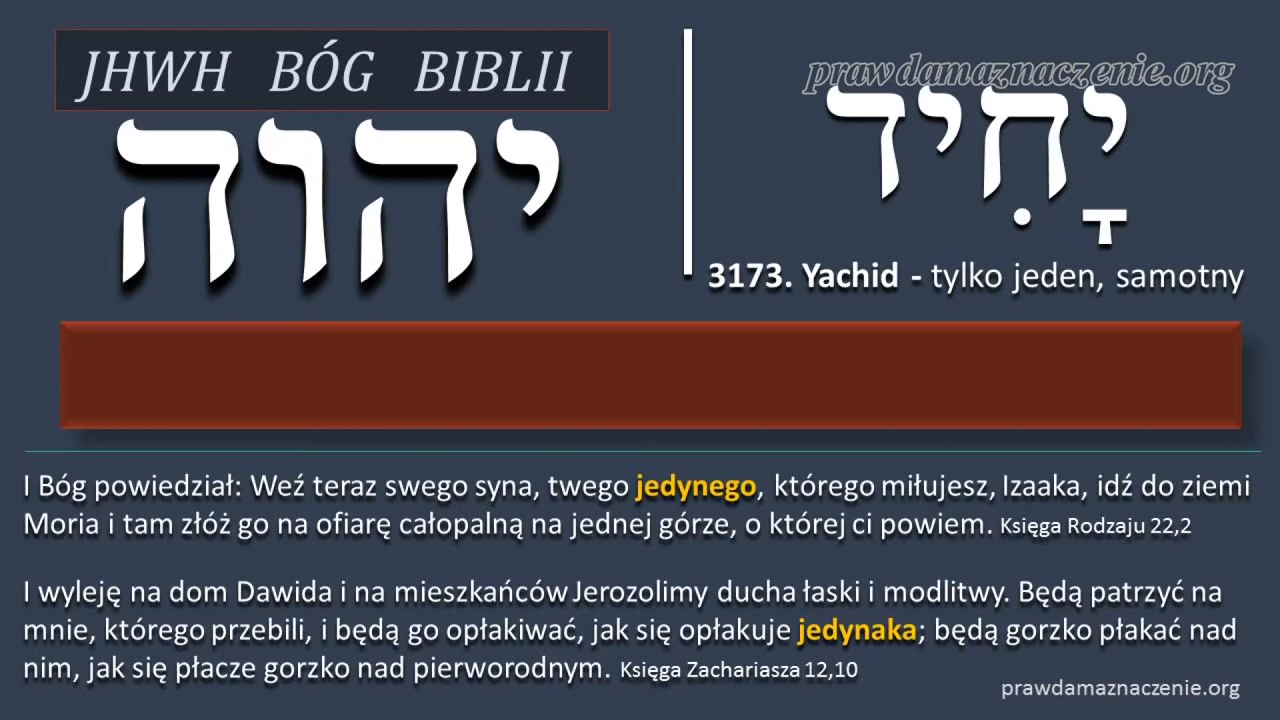 JHWH BÓG BIBLII
יהוה
prawdamaznaczenie.org
יָחִיד
3173. Yachid - tylko jeden, samotny
I Bóg powiedział: Weź teraz swego syna, twego jedynego, którego miłujesz, Izaaka, idź do ziemi
Moria i tam złóż go na ofiarę całopalną na jednej górze, o której ci powiem. Księga Rodzaju 22,2
I wyleję na dom Dawida i na mieszkańców Jerozolimy ducha łaski i modlitwy. Będą patrzyć na
mnie, którego przebili, i będą go opłakiwać, jak się opłakuje jedynaka; będą gorzko płakać nad
nim, jak się płacze gorzko nad pierworodnym. Księga Zachariasza 12,10
prawdamaznaczenie.org